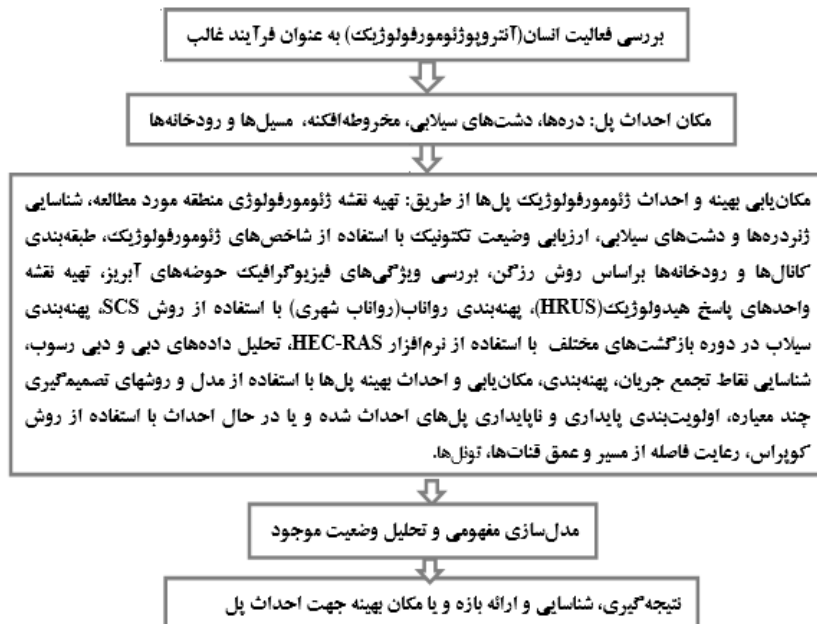 بررسی فعالیت انسان(آنتروپوژئومورفولوژیک) به عنوان فرآیند غالب
مکان احداث پل: دره‌ها، دشت‌های سیلابی، مخروطه‌افکنه، مسیل‌ها و رودخانه‌ها
مکان‌یابی بهینه و احداث ژئومورفولوژیک پل‌ها از طریق: تهیه نقشه ژئومورفولوژی منطقه مورد مطالعه، شناسایی
ژنردره‌ها و دشت‌های سیلابی، ارزیابی وضیعت تکتونیک با استفاده از شاخص‌های ژئومورفولوژیک، طبقه‌بندی
کانال‌ها و رودخانه‌ها براساس روش رزگن، بررسی ویژگی‌های فیزیوگرافیک حوضه‌های آبریز، تهیه نقشه
واحدهای پاسخ هیدولوژیک(HRUS)، پهنه‌بندی رواناب(رواناب شهری) با استفاده از روش SCS، پهنه‌بندی
سیلاب در دوره بازگشت‌های مختلف با استفاده از نرم‌افزار HEC-RAS، تحلیل داده‌های دبی و دبی رسوب،
شناسایی نقاط تجمع جریان، پهنه‌بندی، مکان‌یابی و احداث بهینه پل‌ها با استفاده از مدل و روشهای تصمیم‌گیری
چند معیاره، اولویت‌بندی پایداری و ناپایداری پل‌های احداث شده و یا در حال احداث با استفاده از روش
کوپراس، رعایت فاصله از مسیر و عمق قنات‌ها، تونل‌ها.
مدل‌سازی مفهومی و تحلیل وضعیت موجود
نتیجه‌گیری، شناسایی و ارائه بازه و یا مکان بهینه جهت احداث پل